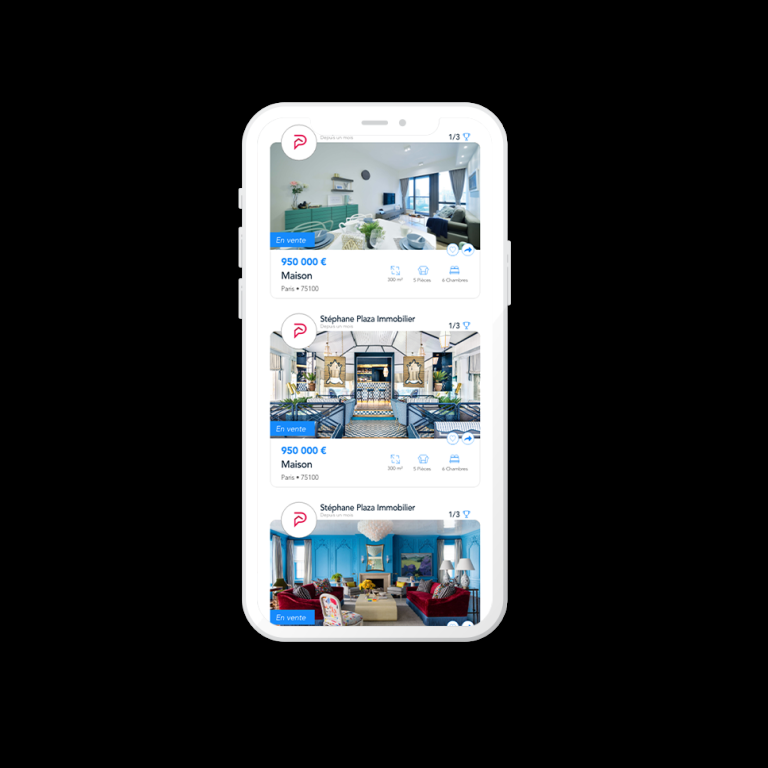 Depuis un mois
1/3
En vente
950 000 €
Maison
Paris • 75100
300 m²
5 Pièces
6 Chambres
Stéphane Plaza Immobilier
Depuis un mois
1/3
En vente
950 000 €
Maison
Paris • 75100
300 m²
5 Pièces
6 Chambres
Stéphane Plaza Immobilier
Depuis un mois
1/3
En vente